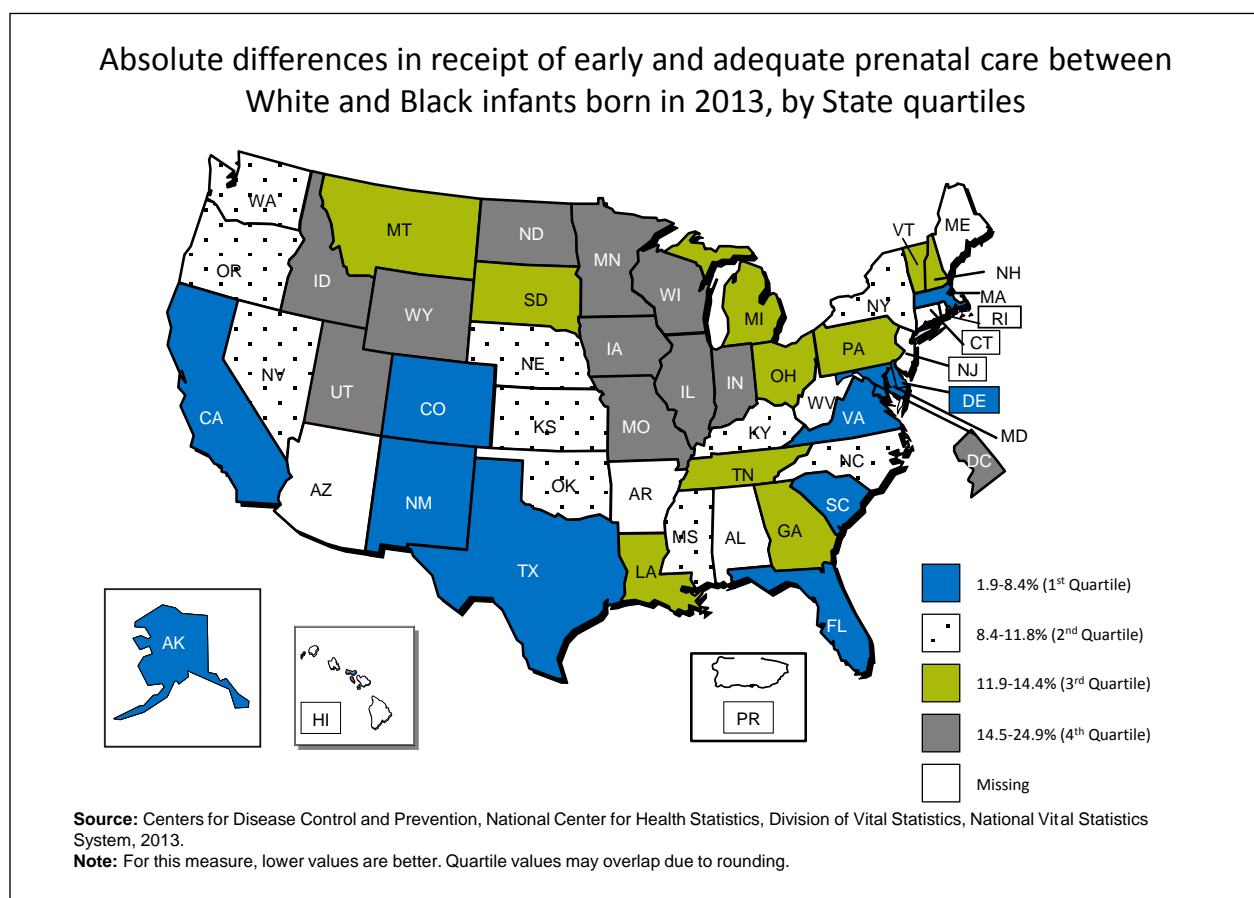 Absolute differences in receipt of early and adequate prenatal care between
White and Black infants born in 2013, by State quartiles
WA
OR
CA
NV
ID
MT
WY
UT
AZ
CO
NM
ND
SD
NE
KS
OK
TX
MN
IA
MO
AR
LA
WI
IL
IN
MI
OH
KY
TN
MS
AL
GA
FL
SC
NC
VA
WV
PA
NY
VT
ME
NH
MA
RI
CT
NJ
DE
MD
DC
AK
HI
PR
1.9-8.4% (1st Quartile)
8.4-11.8% (2nd Quartile)
11.9-14.4% (3rd Quartile)
14.5-24.9% (4th Quartile)
Missing
Source: Centers for Disease Control and Prevention, National Center for Health Statistics, Division of Vital Statistics, National Vital Statistics
System, 2013.
Note: For this measure, lower values are better. Quartile values may overlap due to rounding.